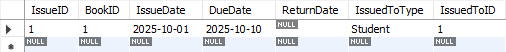 IssueID BookID IssueDate DueDate ReturnDate IssuedToType IssuedToID
1 1 2025-10-01 2025-10-10 NULL Student 1
NULL NULL NULL NULL NULL NULL NULL